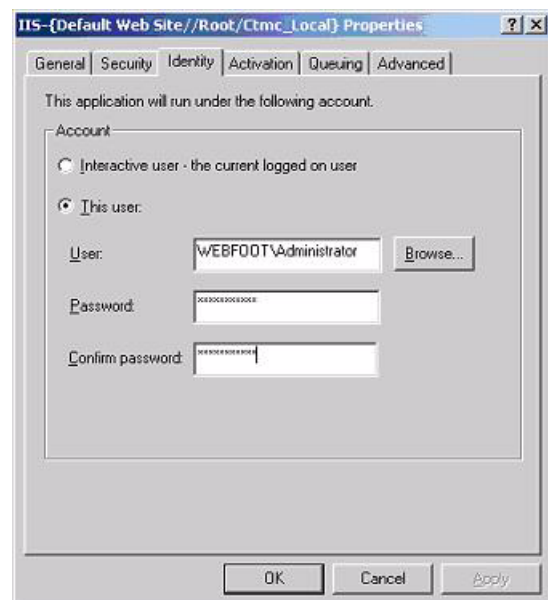 IIS-{Default Web Site//Root/Ctmc_Local} Properties ? X
General Security Identity Activation Queuing Advanced
This application will run under the following account.
Account
Interactive user - the current logged on user
This user:
User: WEBFOOT\Administrator Browse...
Password: ***********
Confirm password: ***********
OK Cancel Apply